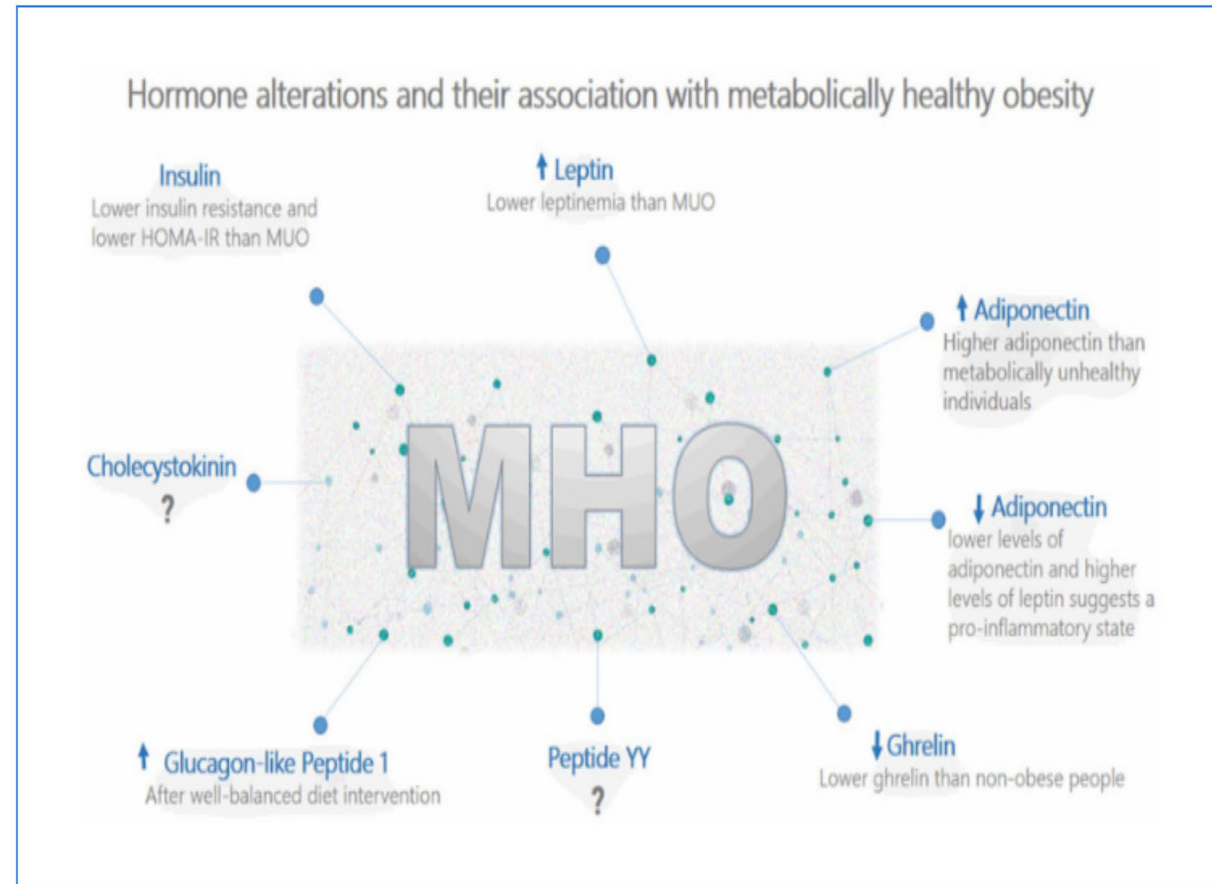 Hormone alterations and their association with metabolically healthy obesity
Insulin
Lower insulin resistance and
lower HOMA-IR than MUO
↑ Leptin
Lower leptinemia than MUO
↑ Adiponectin
Higher adiponectin than
metabolically unhealthy
individuals
Cholecystokinin
?
MHO
↓ Adiponectin
lower levels of
adiponectin and higher
levels of leptin suggests a
pro-inflammatory state
↑ Glucagon-like Peptide 1
After well-balanced diet intervention
Peptide YY
?
↓ Ghrelin
Lower ghrelin than non-obese people